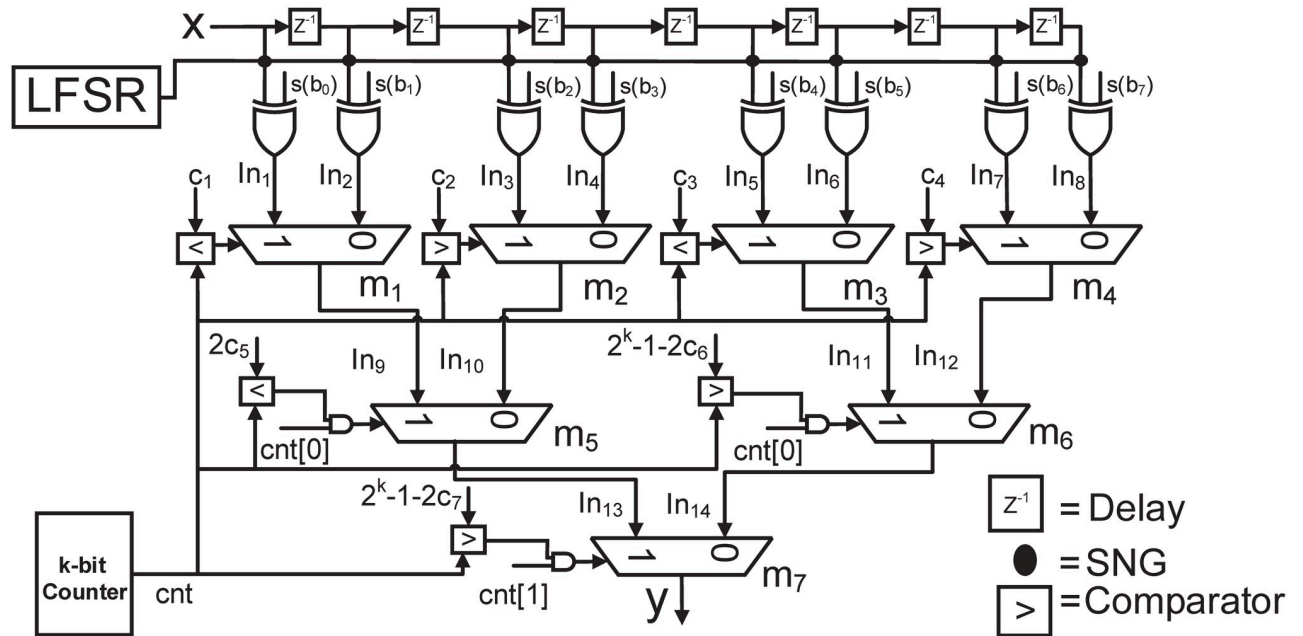 X Z⁻¹ Z⁻¹ Z⁻¹ Z⁻¹ Z⁻¹ Z⁻¹ Z⁻¹
LFSR
s(b₀) s(b₁) s(b₂) s(b₃) s(b₄) s(b₅) s(b₆) s(b₇)
In₁ In₂ In₃ In₄ In₅ In₆ In₇ In₈
c₁ c₂ c₃ c₄
< 1 0 > 1 0 < 1 0 > 1 0
m₁ m₂ m₃ m₄
2c₅ In₉ In₁₀ 2ᵏ-1-2c₆ In₁₁ In₁₂
< 1 0 > 1 0
cnt[0] m₅ cnt[0] m₆
2ᵏ-1-2c₇ In₁₃ In₁₄
> 1 0
cnt[1] m₇
y
k-bit
Counter
cnt
Z⁻¹ = Delay
=SNG
> =Comparator